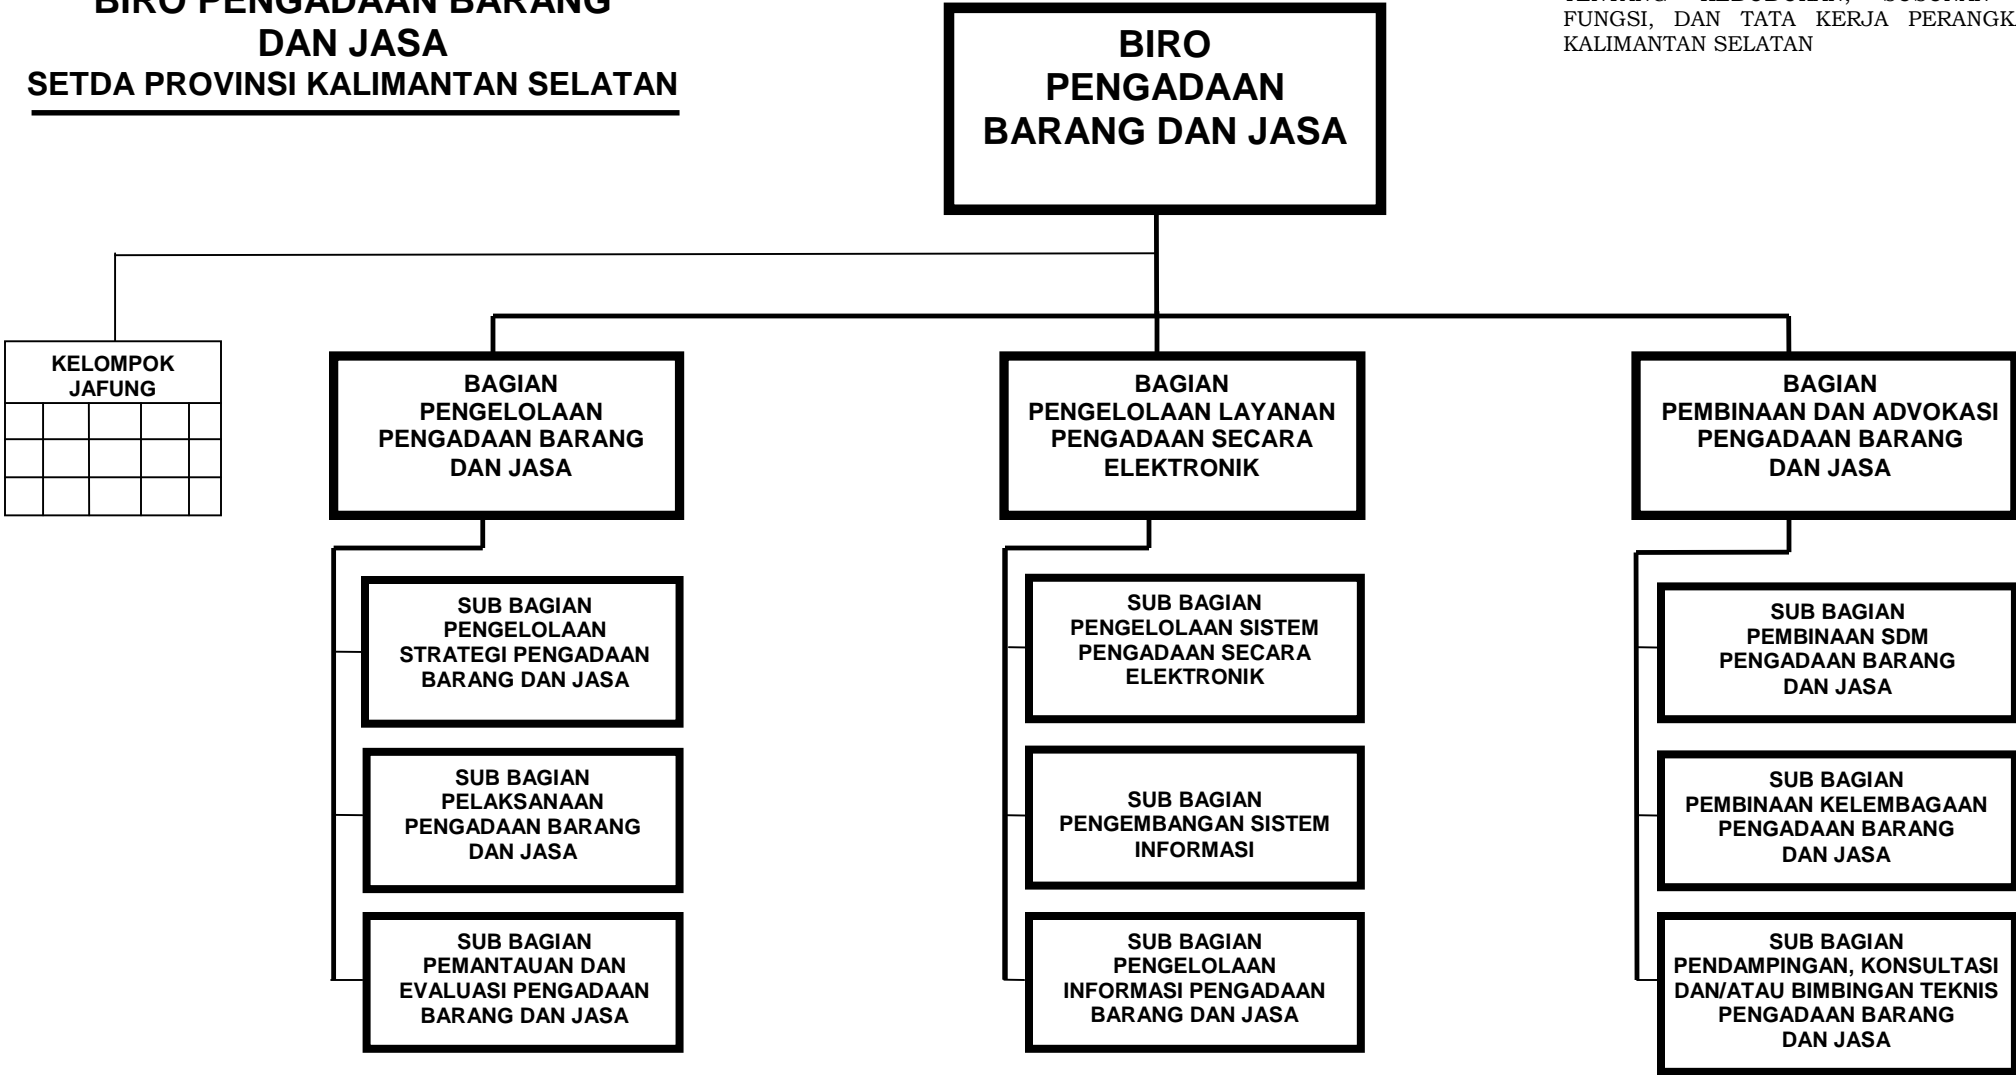 BIRO PENGADAAN BARANG
DAN JASA
SETDA PROVINSI KALIMANTAN SELATAN
BIRO
PENGADAAN
BARANG DAN JASA
TENTANG KEDUDUKAN, SUSUNAN
FUNGSI, DAN TATA KERJA
KALIMANTAN SELATAN
KELOMPOK
JAFUNG
BAGIAN
PENGELOLAAN
PENGADAAN BARANG
DAN JASA
BAGIAN
PENGELOLAAN LAYANAN
PENGADAAN SECARA
ELEKTRONIK
BAGIAN
PEMBINAAN DAN ADVOKASI
PENGADAAN BARANG
DAN JASA
SUB BAGIAN
PENGELOLAAN
STRATEGI PENGADAAN
BARANG DAN JASA
SUB BAGIAN
PELAKSANAAN
PENGADAAN BARANG
DAN JASA
SUB BAGIAN
PEMANTAUAN DAN
EVALUASI PENGADAAN
BARANG DAN JASA
SUB BAGIAN
PENGELOLAAN SISTEM
PENGADAAN SECARA
ELEKTRONIK
SUB BAGIAN
PENGEMBANGAN SISTEM
INFORMASI
SUB BAGIAN
PENGELOLAAN
INFORMASI PENGADAAN
BARANG DAN JASA
SUB BAGIAN
PEMBINAAN SDM
PENGADAAN BARANG
DAN JASA
SUB BAGIAN
PEMBINAAN KELEMBAGAAN
PENGADAAN BARANG
DAN JASA
SUB BAGIAN
PENDAMPINGAN, KONSULTASI
DAN/ATAU BIMBINGAN TEKNIS
PENGADAAN BARANG
DAN JASA